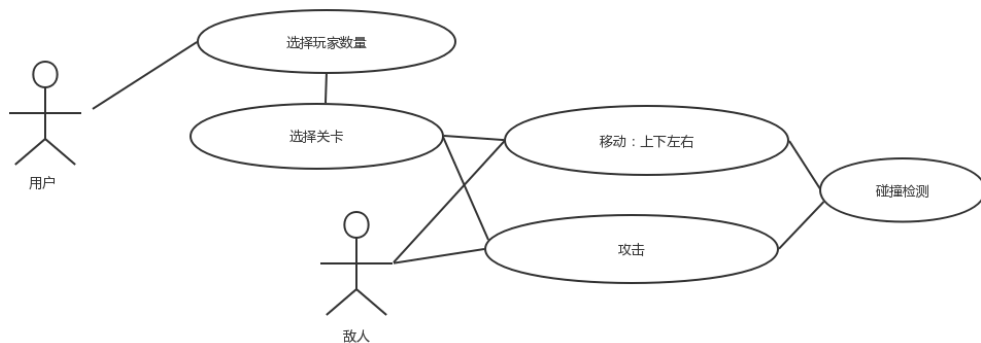 选择玩家数量
选择关卡
移动：上下左右
碰撞检测
用户
攻击
敌人